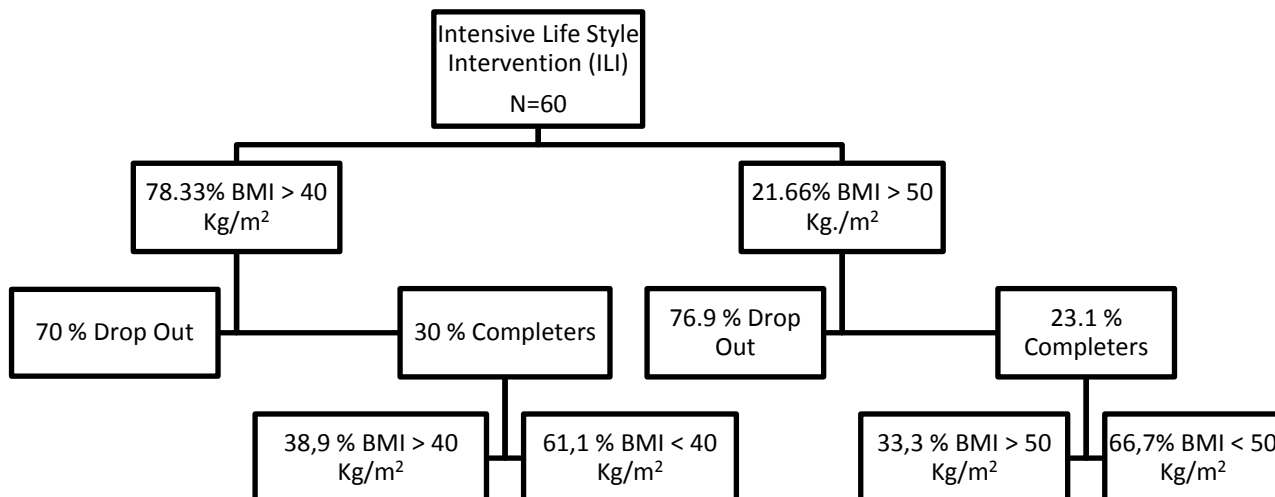 Intensive Life Style
Intervention (ILI)
N=60
78.33% BMI > 40
Kg/m²
21.66% BMI > 50
Kg./m²
70 % Drop Out
30 % Completers
76.9 % Drop
Out
23.1 %
Completers
38,9 % BMI > 40
Kg/m²
61,1 % BMI < 40
Kg/m²
33,3 % BMI > 50
Kg/m²
66,7% BMI < 50
Kg/m²